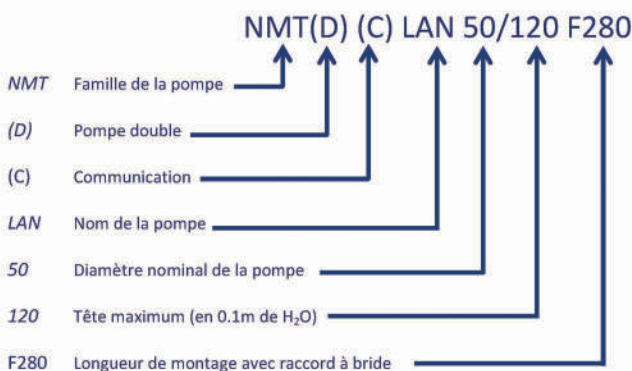 NMT(D) (C) LAN 50/120 F280
NMT Famille de la pompe
(D) Pompe double
(C) Communication
LAN Nom de la pompe
50 Diamètre nominal de la pompe
120 Tête maximum (en 0.1m de H₂O)
F280 Longueur de montage avec raccord à bride